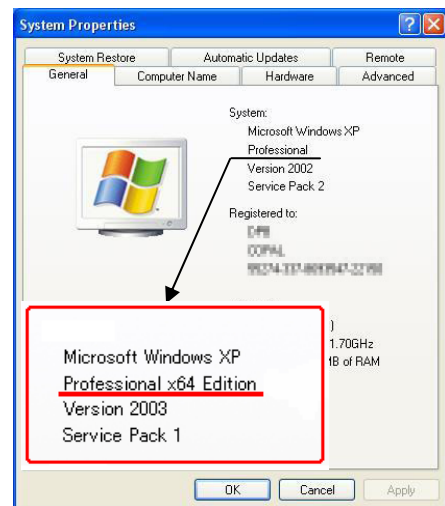 System Properties
System Restore
Automatic Updates
Remote
General
Computer Name
Hardware
Advanced
System:
Microsoft Windows XP
Professional
Version 2002
Service Pack 2
Registered to:
)
1.70GHz
MB of RAM
Microsoft Windows XP
Professional x64 Edition
Version 2003
Service Pack 1
OK
Cancel
Apply